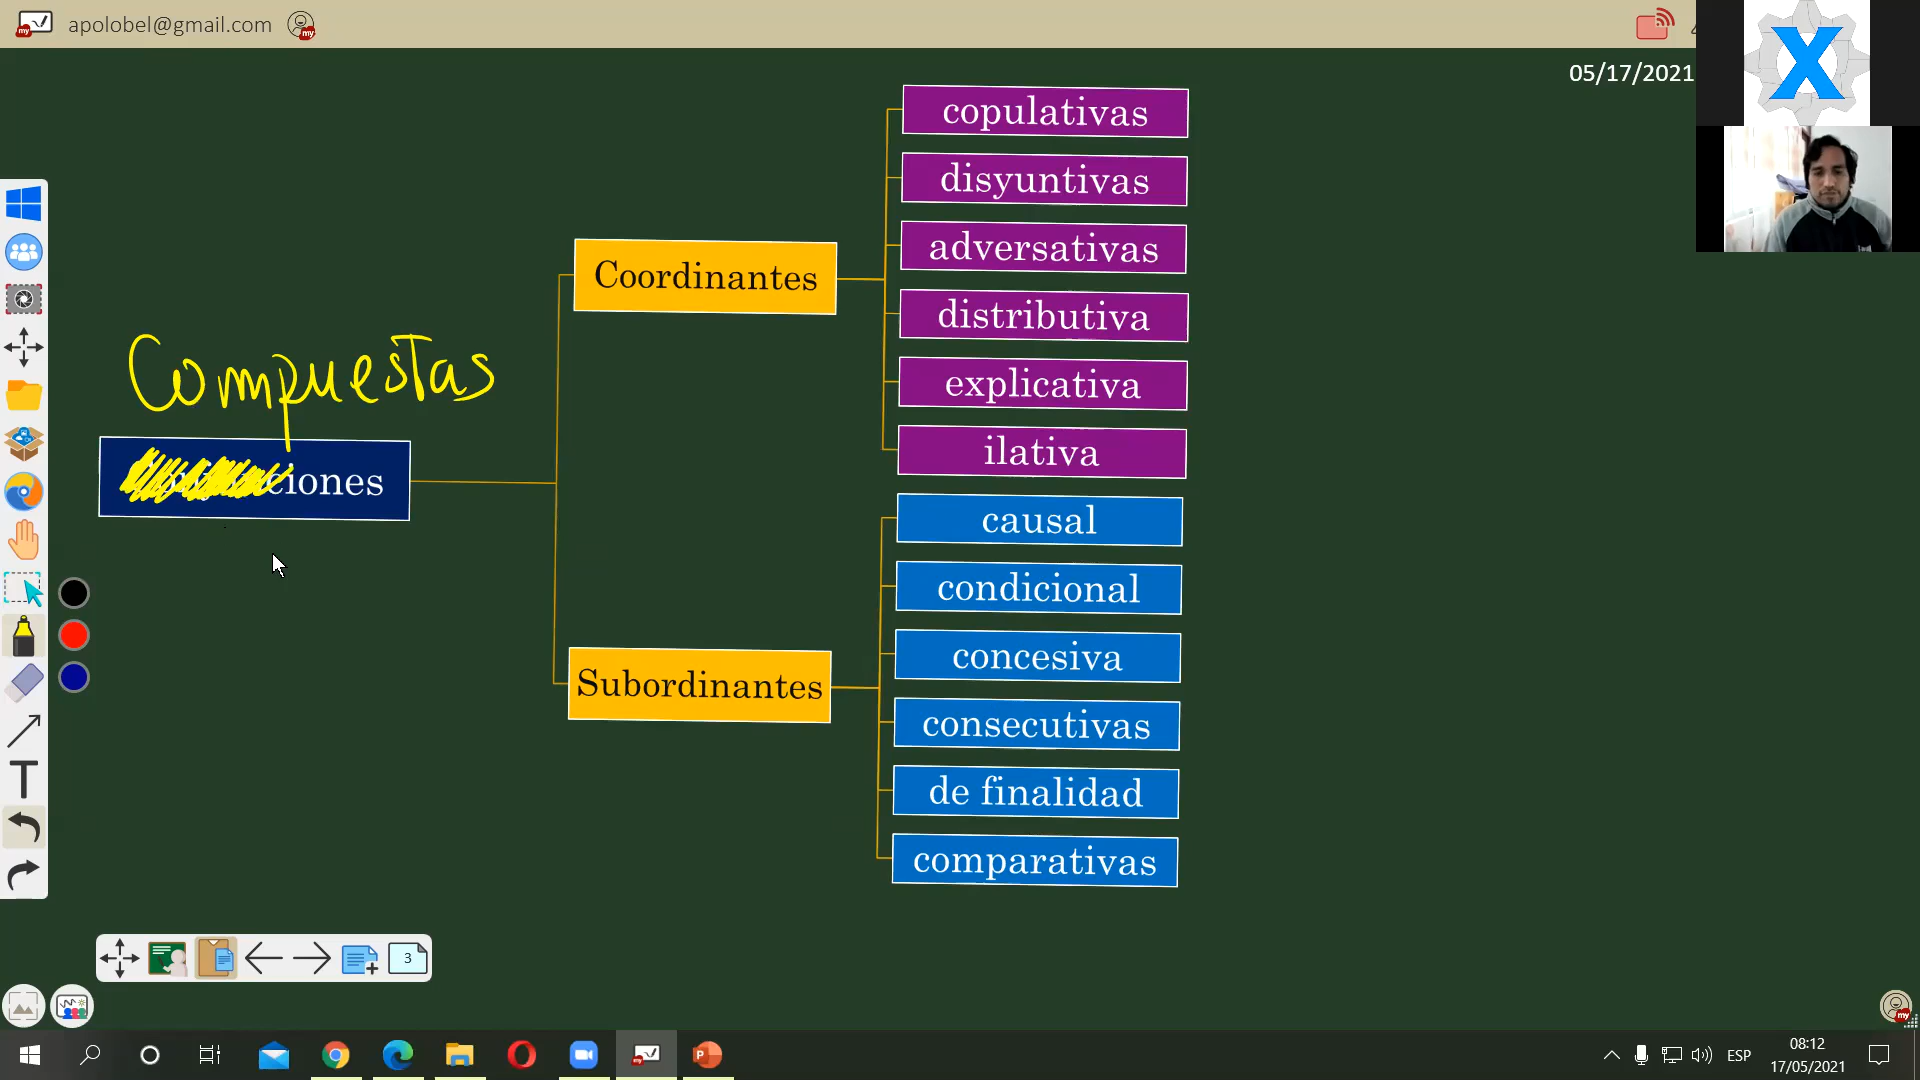 apolobel@gmail.com
05/17/2021
X
copulativas
disyuntivas
adversativas
distributiva
explicativa
ilativa
Coordinantes
Compuestas
ciones
Subordinantes
causal
condicional
concesiva
consecutivas
de finalidad
comparativas
T
3
ESP
08:12
17/05/2021